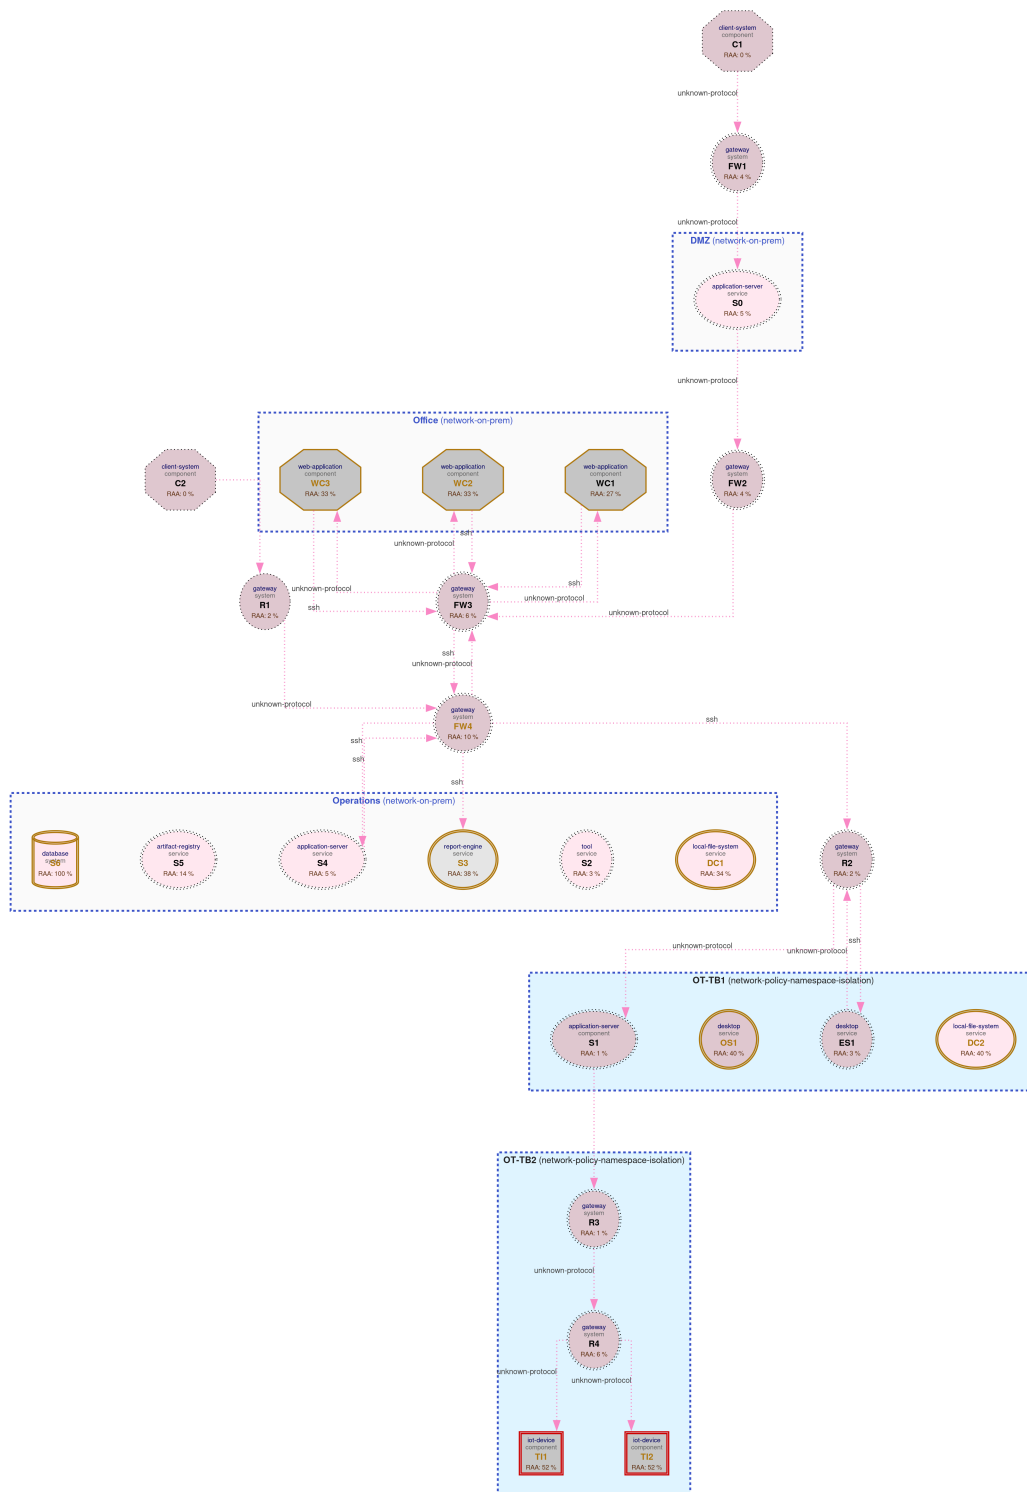 client-system
component
C1
RAA: 0 %
unknown-protocol
gateway
system
FW1
RAA: 4 %
unknown-protocol
DMZ (network-on-prem)
application-server
service
S0
RAA: 5 %
unknown-protocol
Office (network-on-prem)
client-system
component
C2
RAA: 0 %
web-application
component
WC3
RAA: 33 %
web-application
component
WC2
RAA: 33 %
web-application
component
WC1
RAA: 27 %
gateway
system
FW2
RAA: 4 %
ssh
unknown-protocol
gateway
system
R1
RAA: 2 %
unknown-protocol
ssh
gateway
system
FW3
RAA: 6 %
ssh
unknown-protocol
unknown-protocol
ssh
unknown-protocol
unknown-protocol
gateway
system
FW4
RAA: 10 %
ssh
ssh
ssh
ssh
Operations (network-on-prem)
database
system
S6
RAA: 100 %
artifact-registry
service
S5
RAA: 14 %
application-server
service
S4
RAA: 5 %
report-engine
service
S3
RAA: 38 %
tool
service
S2
RAA: 3 %
local-file-system
service
DC1
RAA: 34 %
gateway
system
R2
RAA: 2 %
unknown-protocol
unknown-protocol
ssh
OT-TB1 (network-policy-namespace-isolation)
application-server
component
S1
RAA: 1 %
desktop
service
OS1
RAA: 40 %
desktop
service
ES1
RAA: 3 %
local-file-system
service
DC2
RAA: 40 %
OT-TB2 (network-policy-namespace-isolation)
gateway
system
R3
RAA: 1 %
unknown-protocol
gateway
system
R4
RAA: 6 %
unknown-protocol
unknown-protocol
iot-device
component
TI1
RAA: 52 %
iot-device
component
TI2
RAA: 52 %